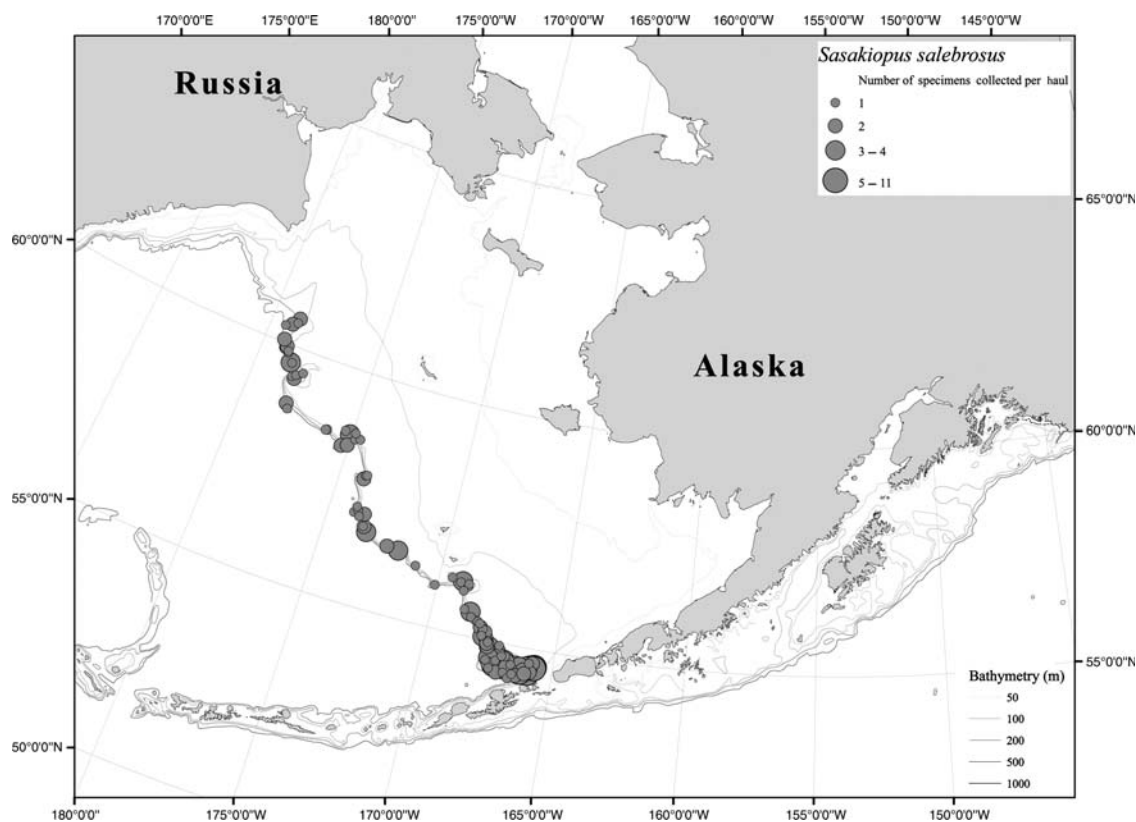 170°0'0"E 175°0'0"E 180°0'0" 175°0'0"W 170°0'0"W 165°0'0"W 160°0'0"W 155°0'0"W 150°0'0"W 145°0'0"W
Russia
Sasakiopus salebrosus
Number of specimens collected per haul
1
2
3 – 4
5 – 11
65°0'0"N
60°0'0"N
Alaska
60°0'0"N
55°0'0"N
55°0'0"N
Bathymetry (m)
50
100
200
500
1000
50°0'0"N
180°0'0" 175°0'0"W 170°0'0"W 165°0'0"W 160°0'0"W 155°0'0"W 150°0'0"W